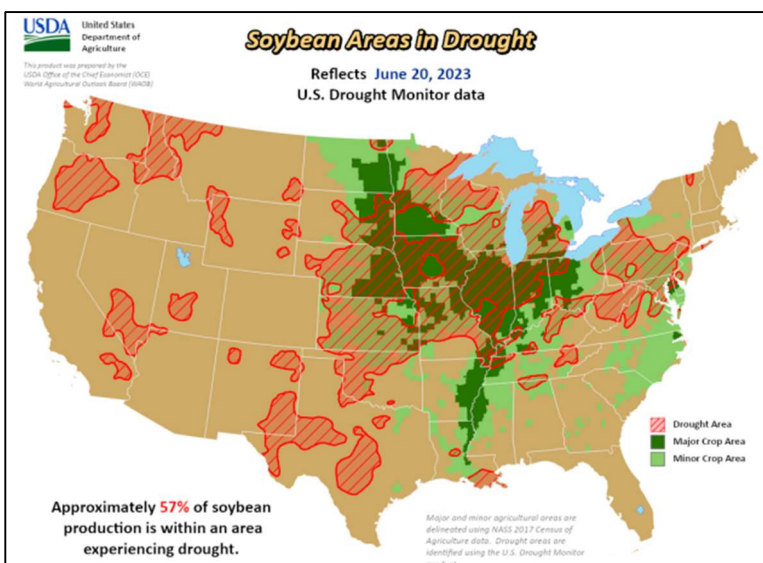 USDA
United States
Department of
Agriculture
This product was prepared by the
USDA Office of the Chief Economist (OCE)
World Agricultural Outlook Board (WAOB)
Soybean Areas in Drought
Reflects June 20, 2023
U.S. Drought Monitor data
Drought Area
Major Crop Area
Minor Crop Area
Approximately 57% of soybean
production is within an area
experiencing drought.
Major and minor agricultural areas are
delineated using NASS 2017 Census of
Agriculture data. Drought areas are
identified using the U.S. Drought Monitor